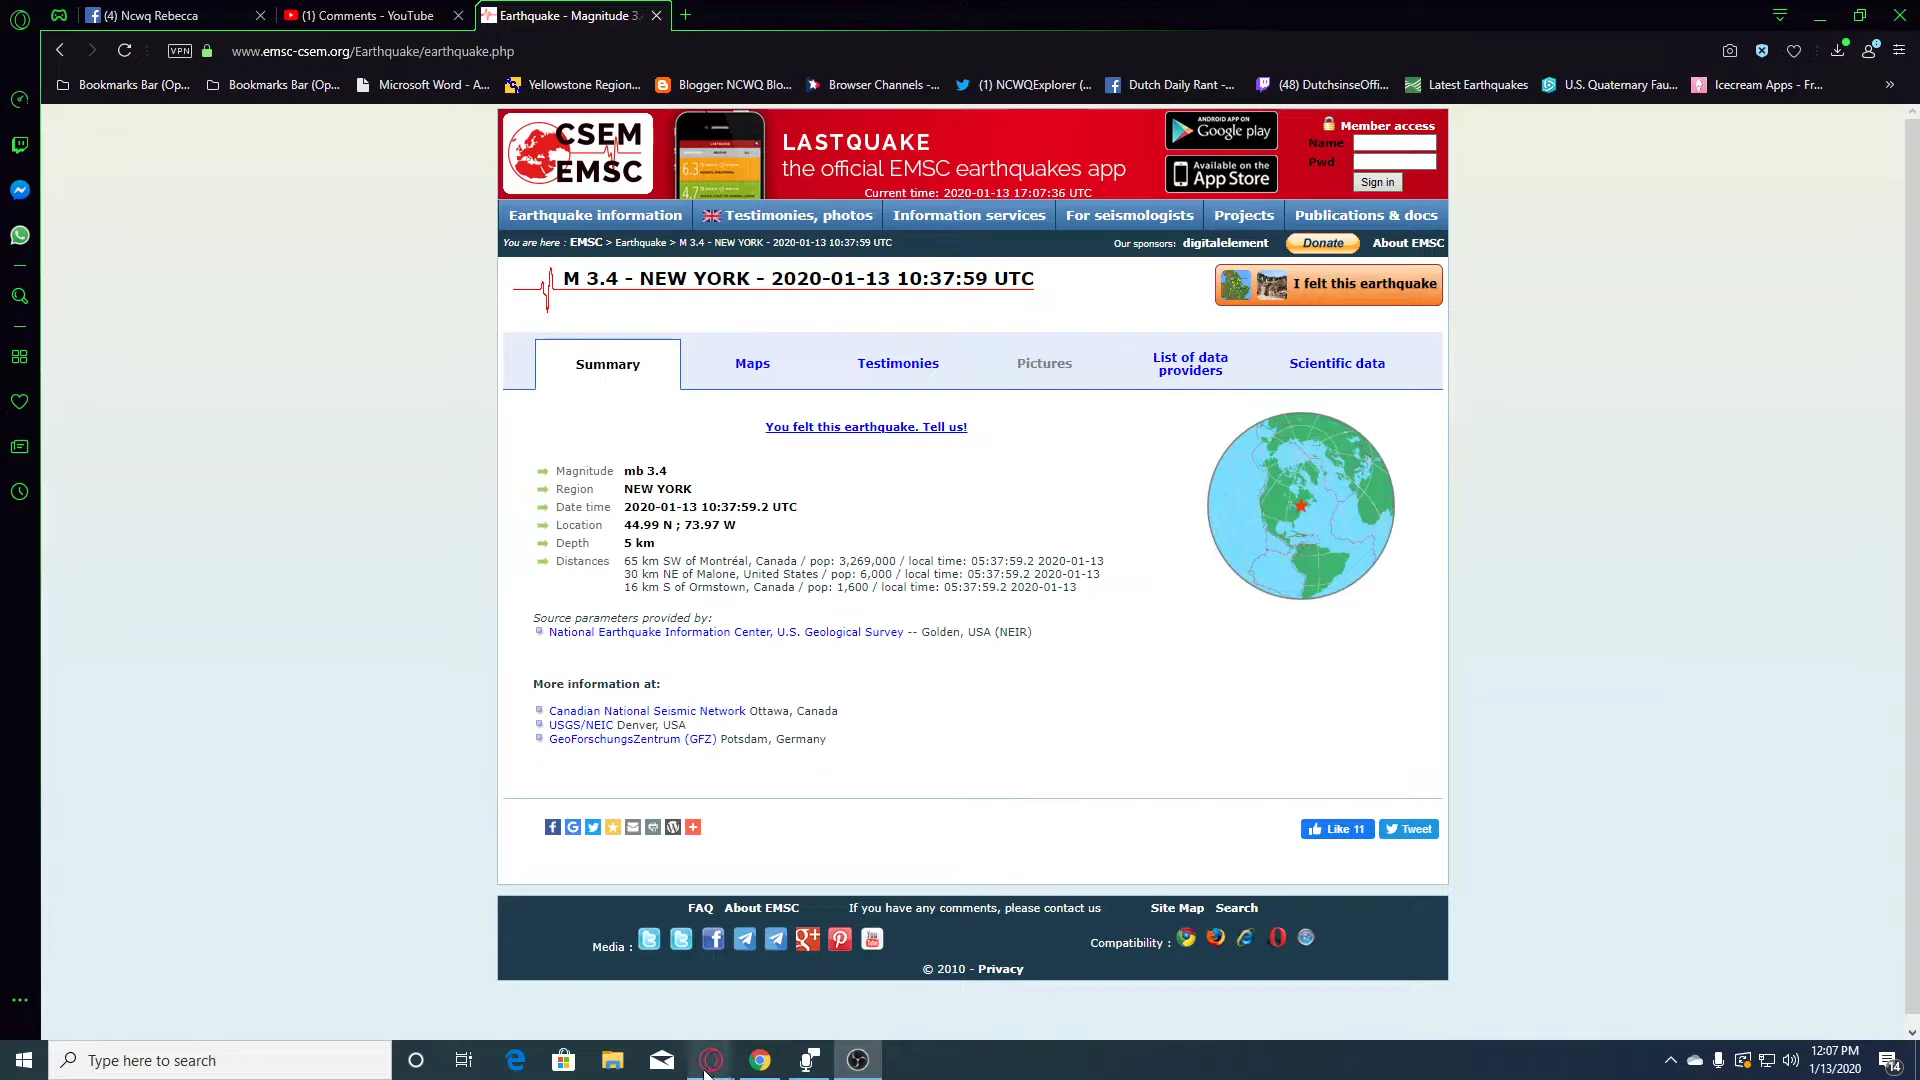 (4) Ncwq Rebecca
(1) Comments - YouTube
Earthquake - Magnitude 3.
VPN
www.emsc-csem.org/Earthquake/earthquake.php
Bookmarks Bar (Op...
Bookmarks Bar (Op...
Microsoft Word - A...
Yellowstone Region...
Blogger: NCWQ Blo...
Browser Channels -...
(1) NCWQExplorer (...
Dutch Daily Rant -...
(48) DutchsinseOffi...
Latest Earthquakes
U.S. Quaternary Fau...
Icecream Apps - Fr...
CSEM
EMSC
6.3
4.7
LASTQUAKE
the official EMSC earthquakes app
Current time: 2020-01-13 17:07:36 UTC
ANDROID APP ON
Google play
Available on the
App Store
Member access
Name
Pwd
Sign in
Earthquake information
Testimonies, photos
Information services
For seismologists
Projects
Publications & docs
You are here : EMSC > Earthquake > M 3.4 - NEW YORK - 2020-01-13 10:37:59 UTC
Our sponsors: digitalelement
Donate
About EMSC
M 3.4 - NEW YORK - 2020-01-13 10:37:59 UTC
I felt this earthquake
Summary
Maps
Testimonies
Pictures
List of data
providers
Scientific data
You felt this earthquake. Tell us!
Magnitude mb 3.4
Region NEW YORK
Date time 2020-01-13 10:37:59.2 UTC
Location 44.99 N ; 73.97 W
Depth 5 km
Distances 65 km SW of Montréal, Canada / pop: 3,269,000 / local time: 05:37:59.2 2020-01-13
30 km NE of Malone, United States / pop: 6,000 / local time: 05:37:59.2 2020-01-13
16 km S of Ormstown, Canada / pop: 1,600 / local time: 05:37:59.2 2020-01-13
Source parameters provided by:
National Earthquake Information Center, U.S. Geological Survey -- Golden, USA (NEIR)
More information at:
Canadian National Seismic Network Ottawa, Canada
USGS/NEIC Denver, USA
GeoForschungsZentrum (GFZ) Potsdam, Germany
Like 11
Tweet
FAQ About EMSC
If you have any comments, please contact us
Site Map Search
Media :
Compatibility :
© 2010 - Privacy
Type here to search
12:07 PM
1/13/2020
14